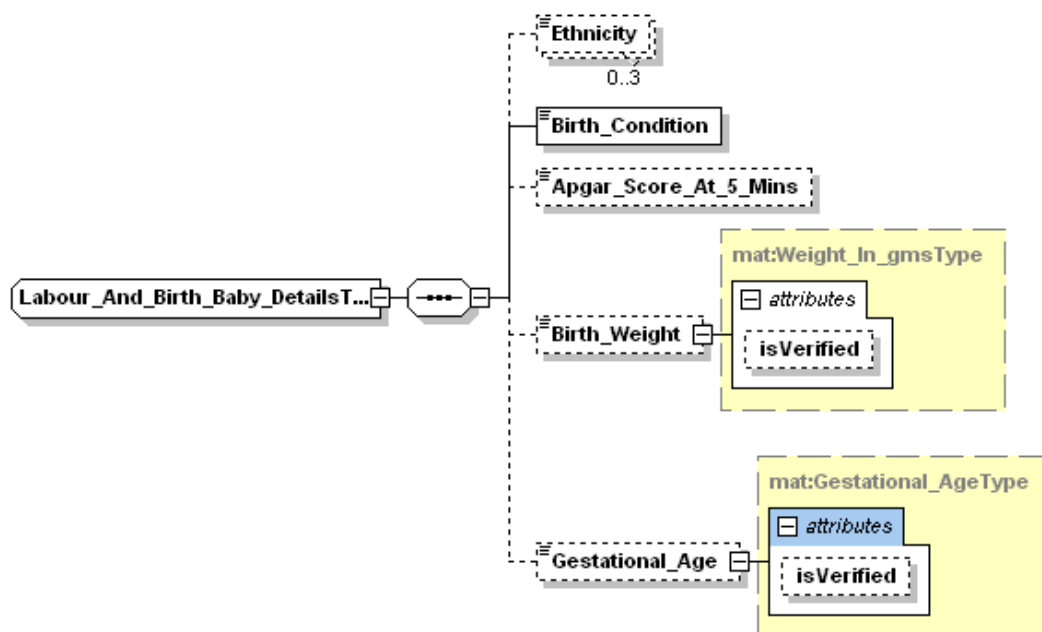 Ethnicity
0..3
Birth_Condition
Apgar_Score_At_5_Mins
mat:Weight_In_gmsType
attributes
Labour_And_Birth_Baby_DetailsT...
Birth_Weight
isVerified
mat:Gestational_AgeType
attributes
Gestational_Age
isVerified